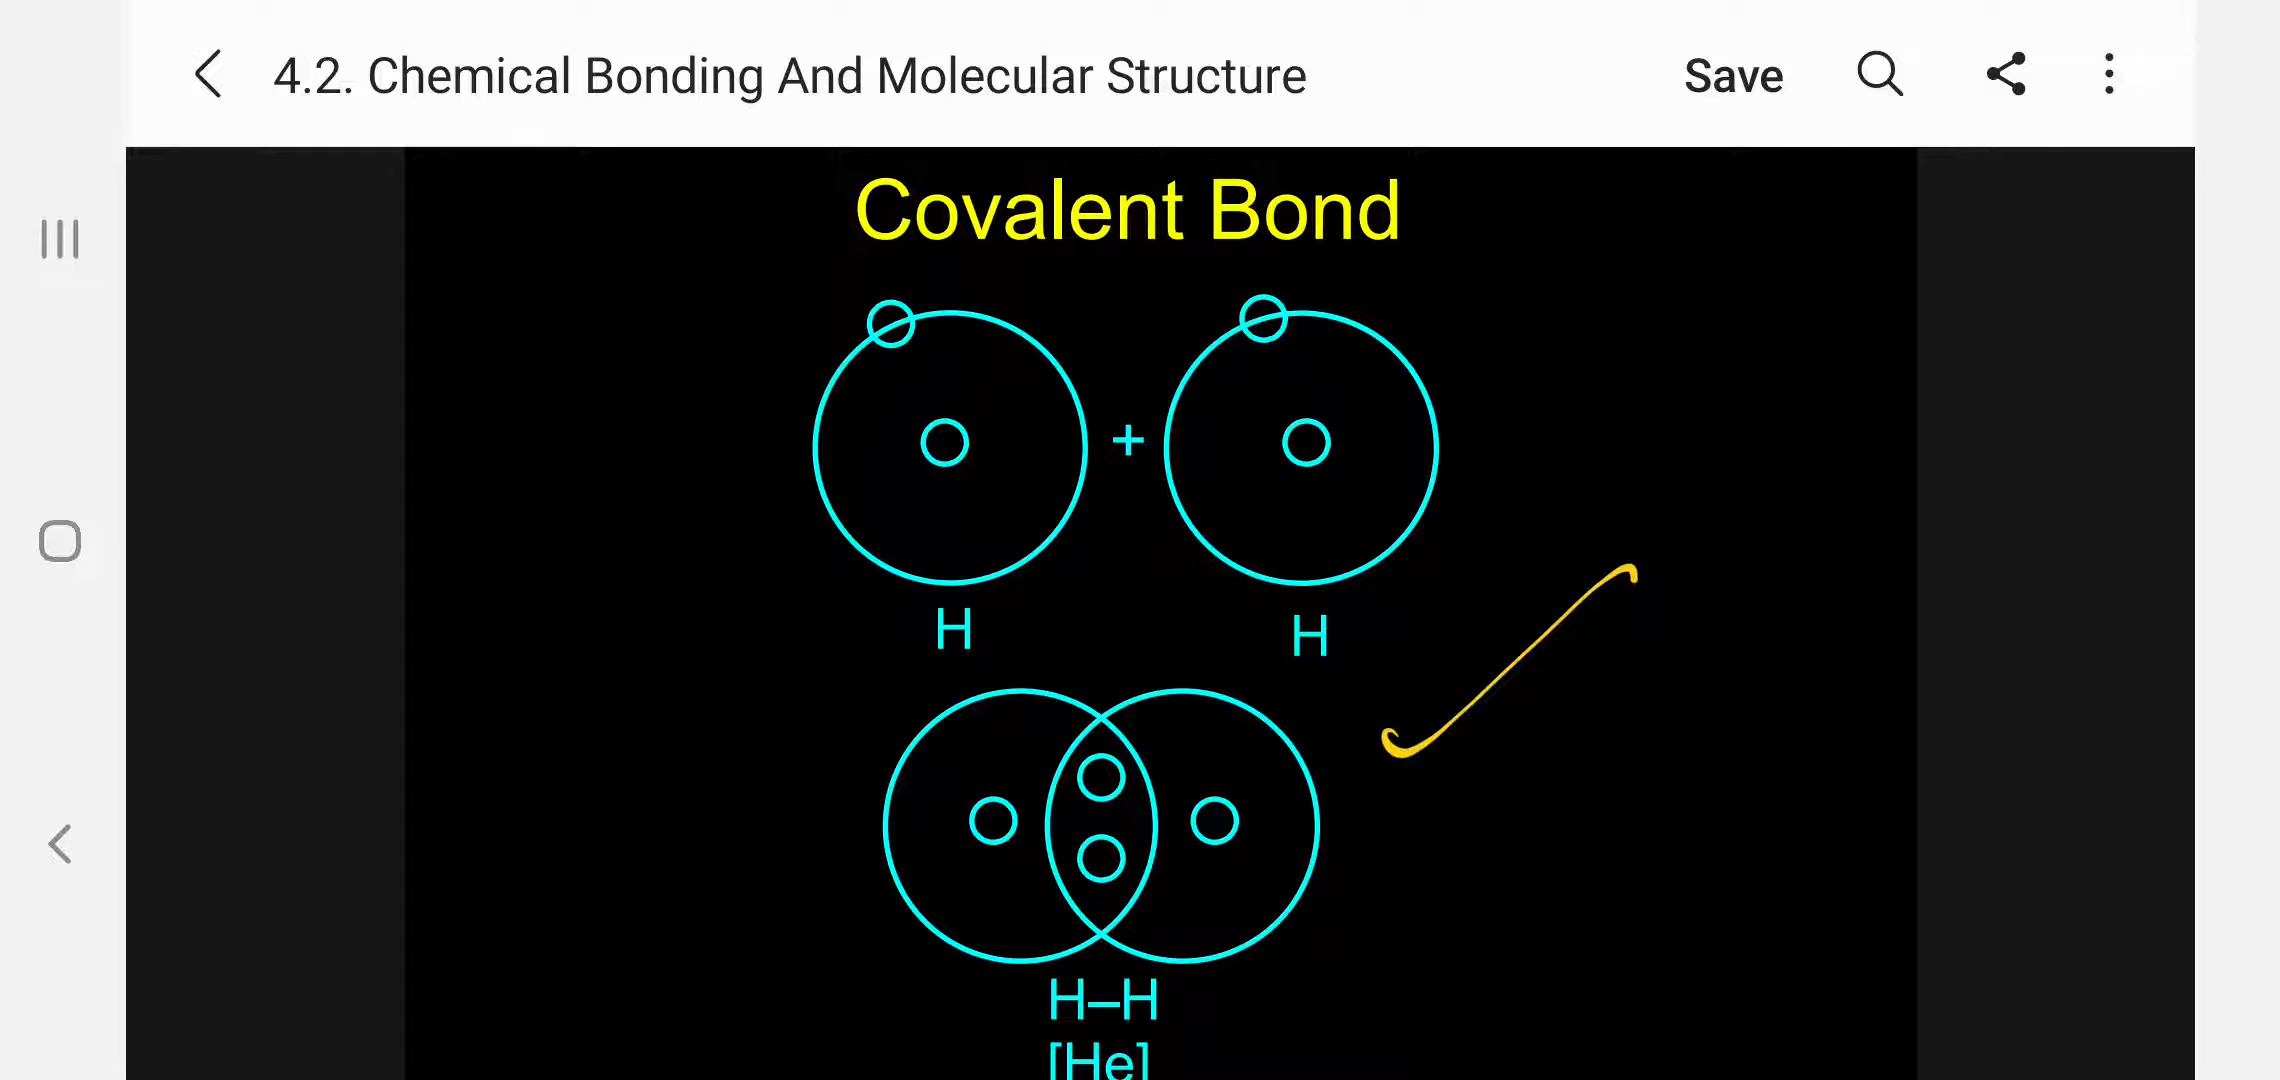 4.2. Chemical Bonding And Molecular Structure Save
Covalent Bond
+
H H
H–H
[He]